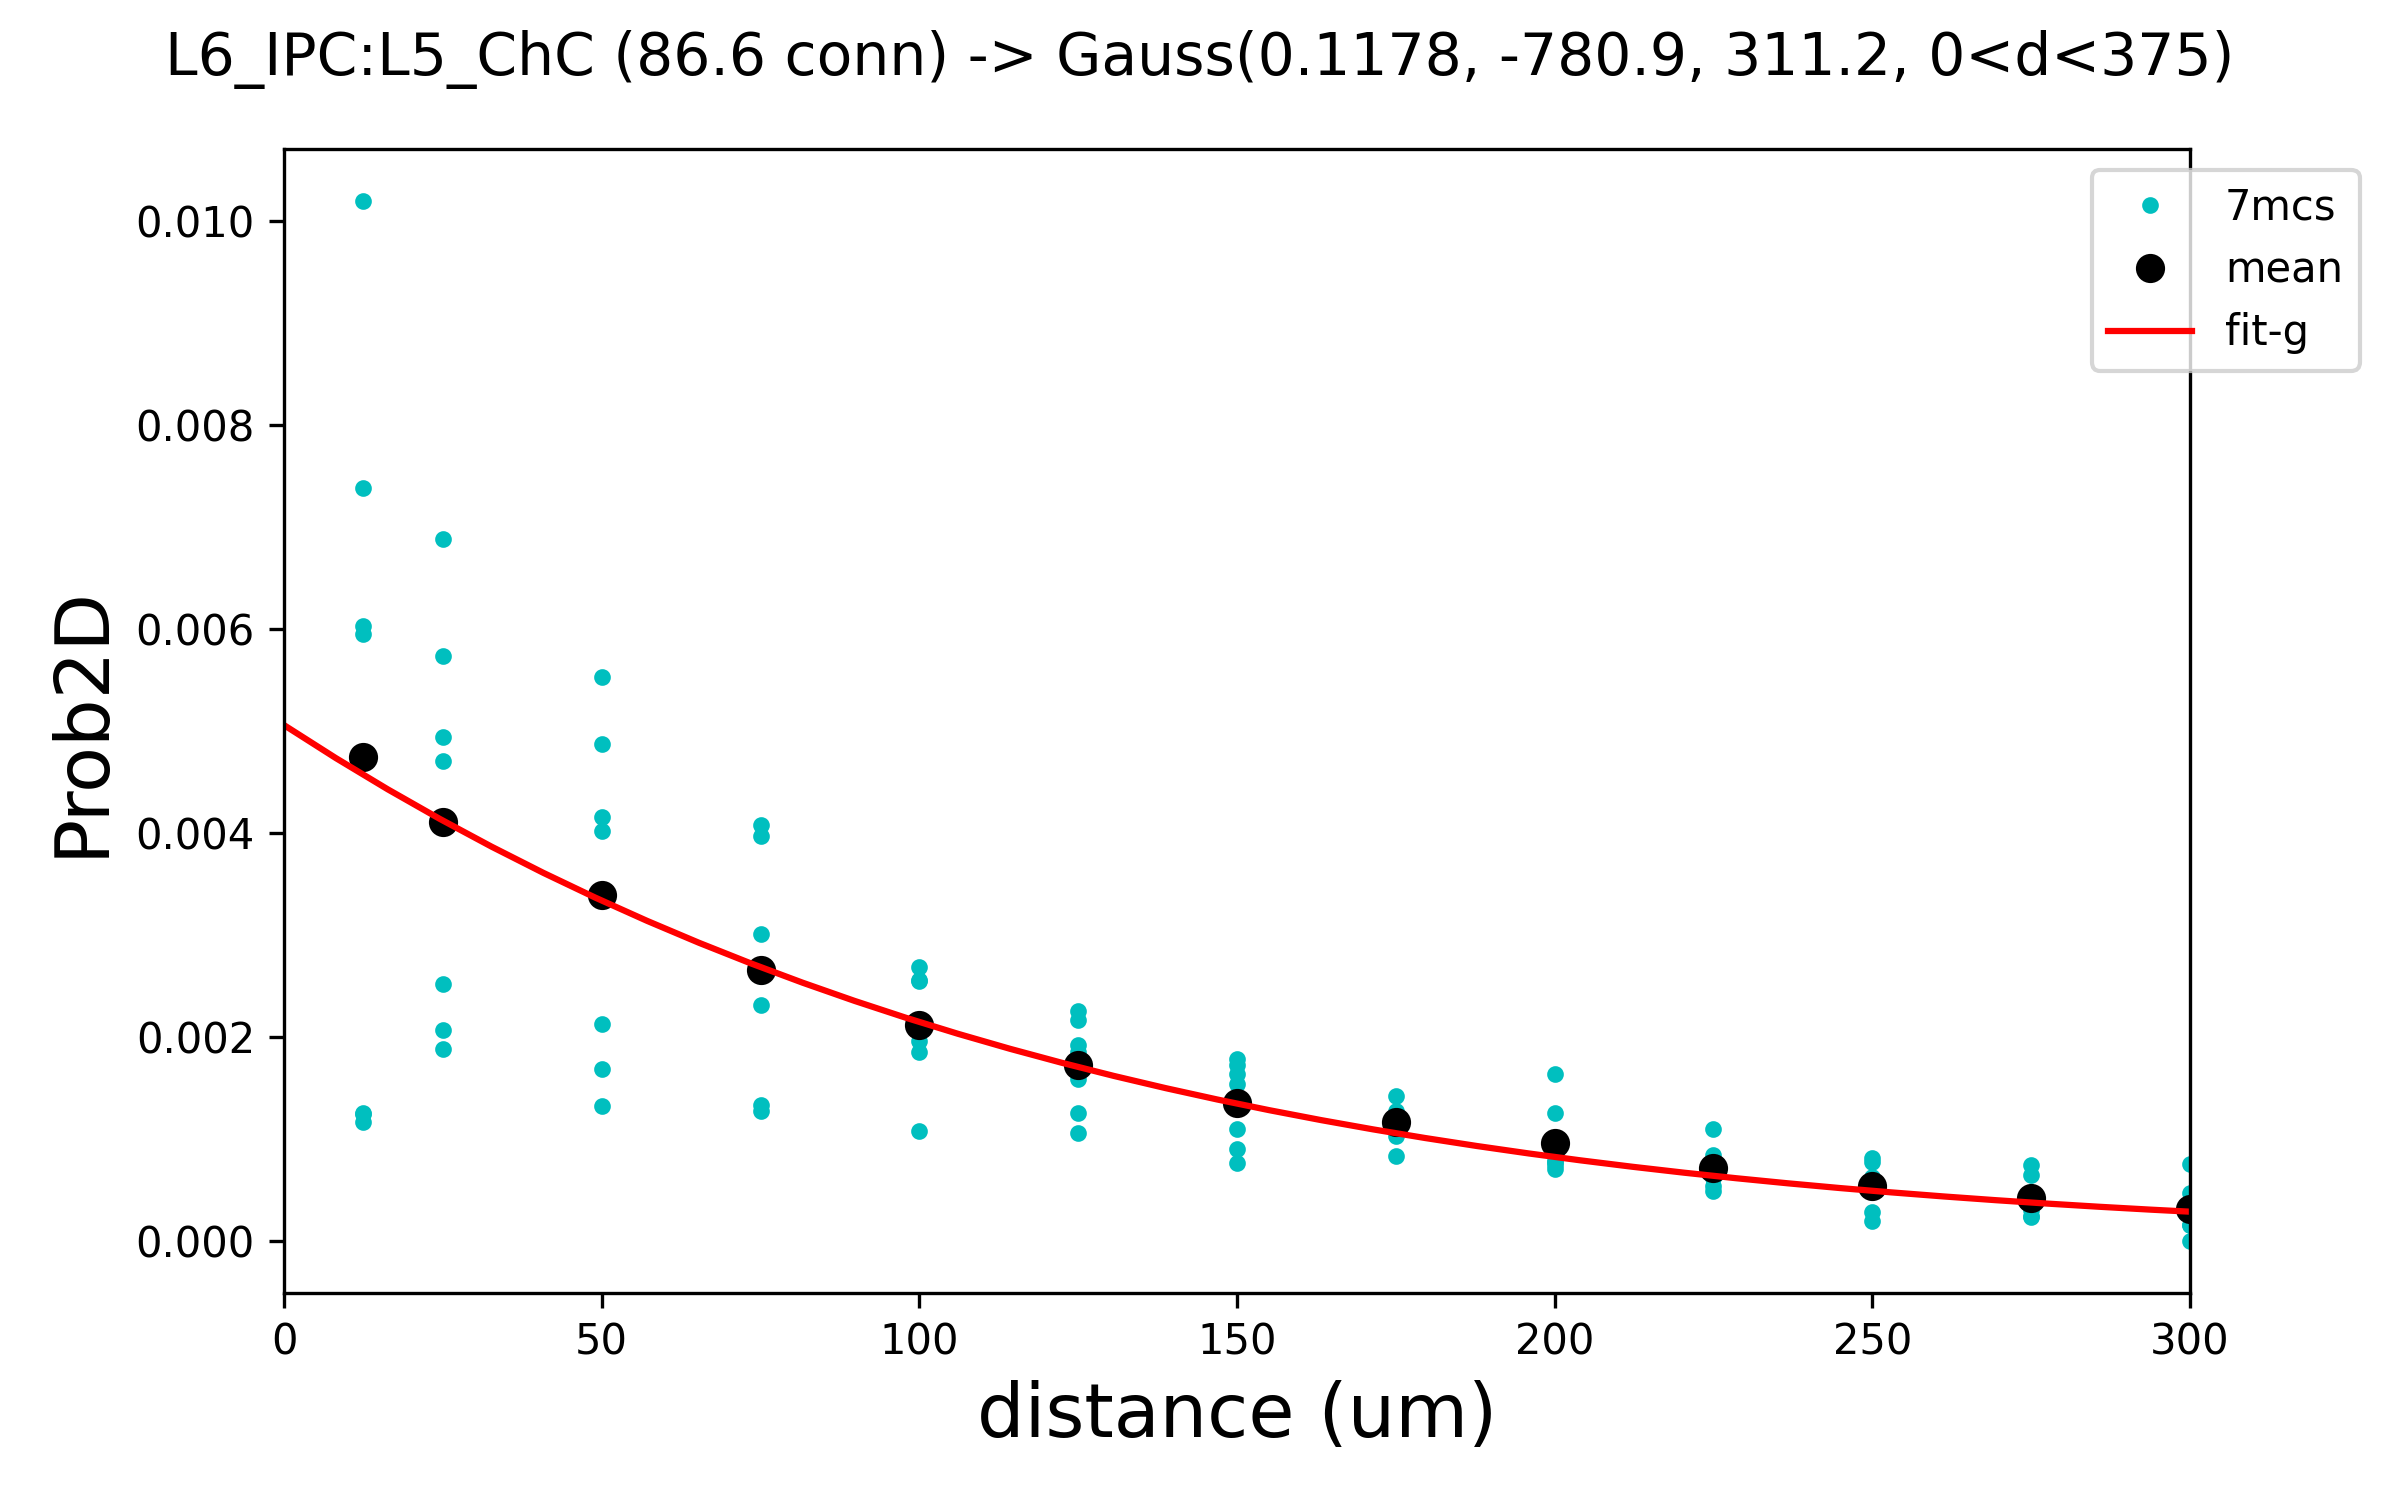 L6_IPC:L5_ChC (86.6 conn) -> Gauss(0.1178, -780.9, 311.2, 0<d<375)
7mcs
mean
fit-g
0.010
0.008
0.006
0.004
0.002
0.000
Prob2D
0 50 100 150 200 250 300
distance (um)